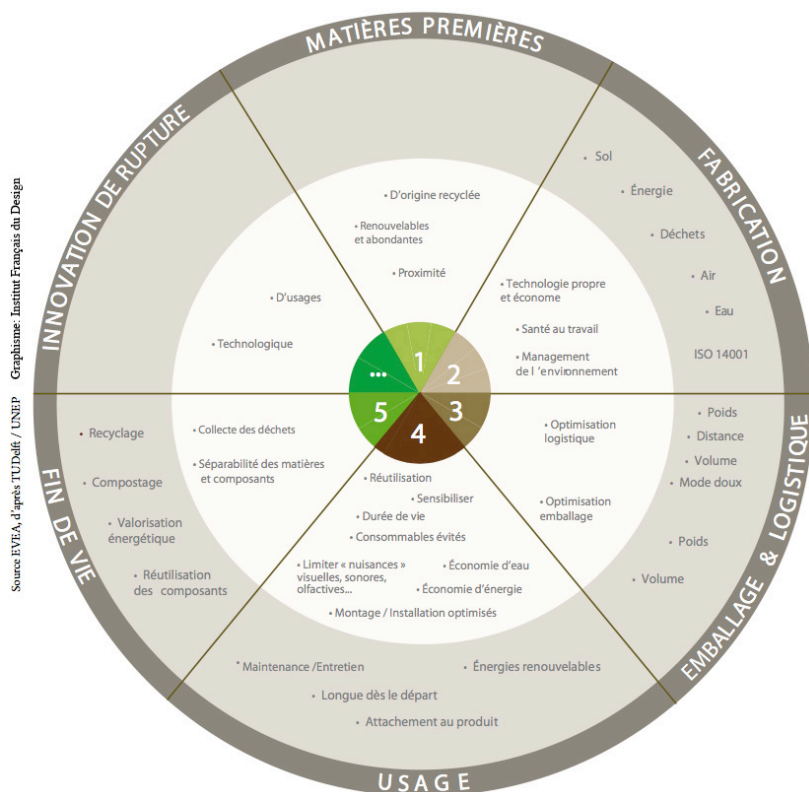 MATIÈRES PREMIÈRES
• D'origine recyclée
• Renouvelables
et abondantes
• Proximité
1
FABRICATION
• Sol
• Énergie
• Déchets
• Air
• Eau
ISO 14001
• Technologie propre
et économe
• Santé au travail
• Management
de l 'environnement
2
EMBALLAGE & LOGISTIQUE
• Optimisation
logistique
• Poids
• Distance
• Volume
• Mode doux
• Optimisation
emballage
• Poids
• Volume
3
USAGE
4
• Réutilisation
• Sensibiliser
• Durée de vie
• Consommables évités
• Limiter « nuisances »
visuelles, sonores,
olfactives...
• Économie d'eau
• Économie d'énergie
• Montage / Installation optimisés
• Maintenance /Entretien
• Énergies renouvelables
• Longue dès le départ
• Attachement au produit
FIN DE VIE
5
• Collecte des déchets
• Séparabilité des matières
et composants
• Recyclage
• Compostage
• Valorisation
énergétique
• Réutilisation
des composants
INNOVATION DE RUPTURE
...
• D'usages
• Technologique
Source EVEA, d'après TUDelft / UNEP Graphisme: Institut Français du Design